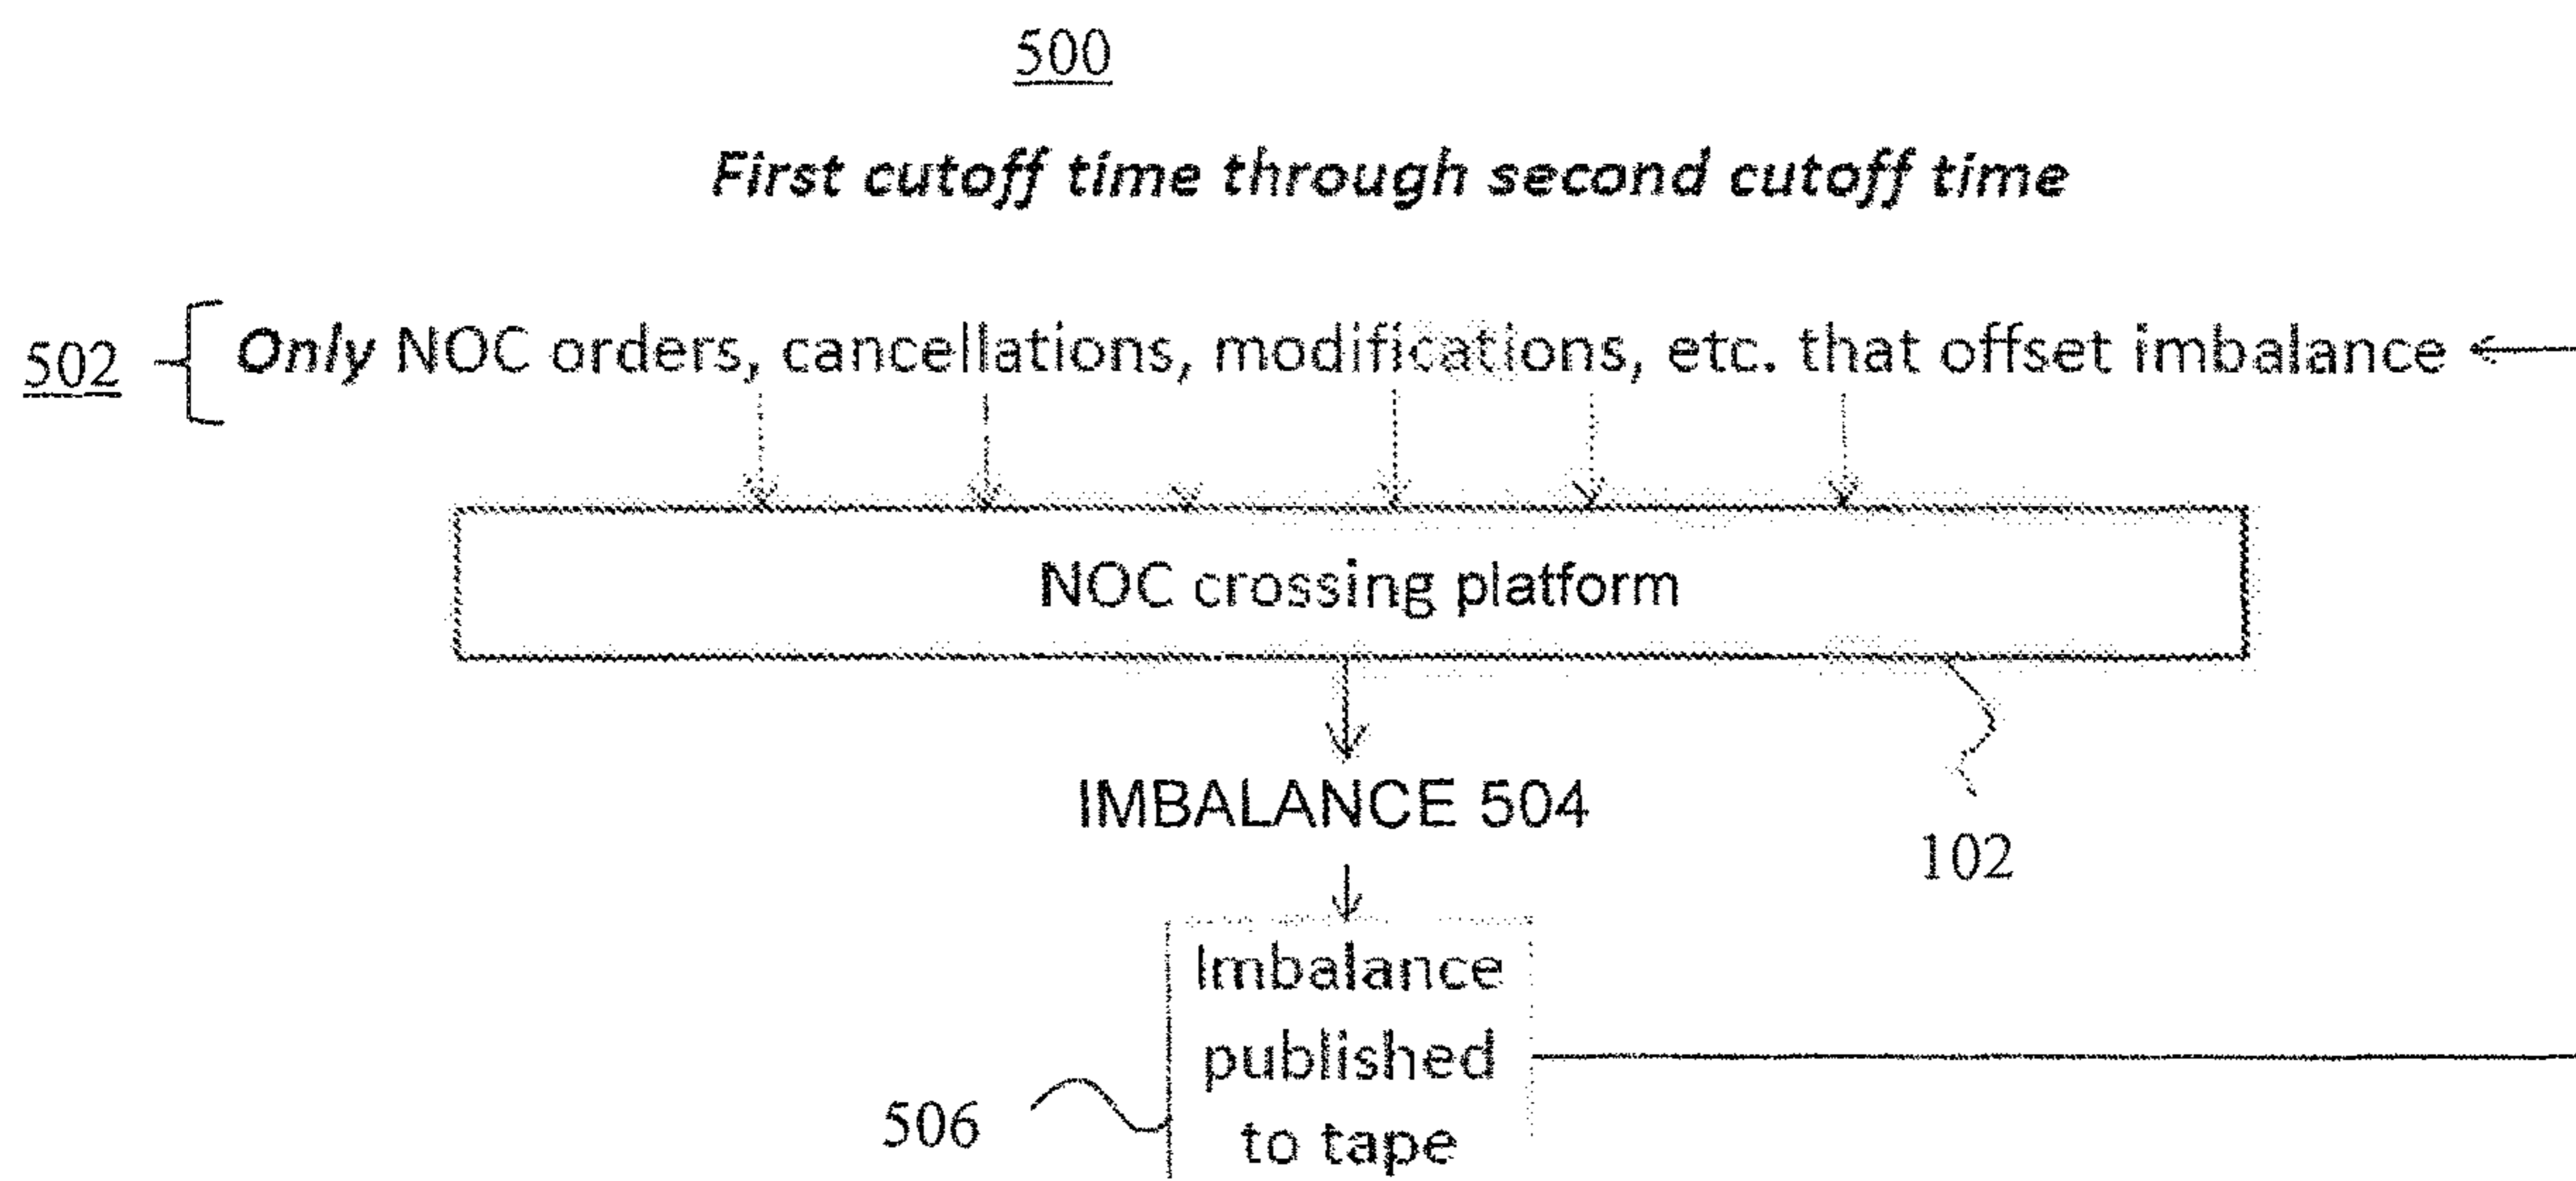 500
First cutoff time through second cutoff time
502 Only NOC orders, cancellations, modifications, etc. that offset imbalance
NOC crossing platform
IMBALANCE 504
102
Imbalance
published
506
to tape